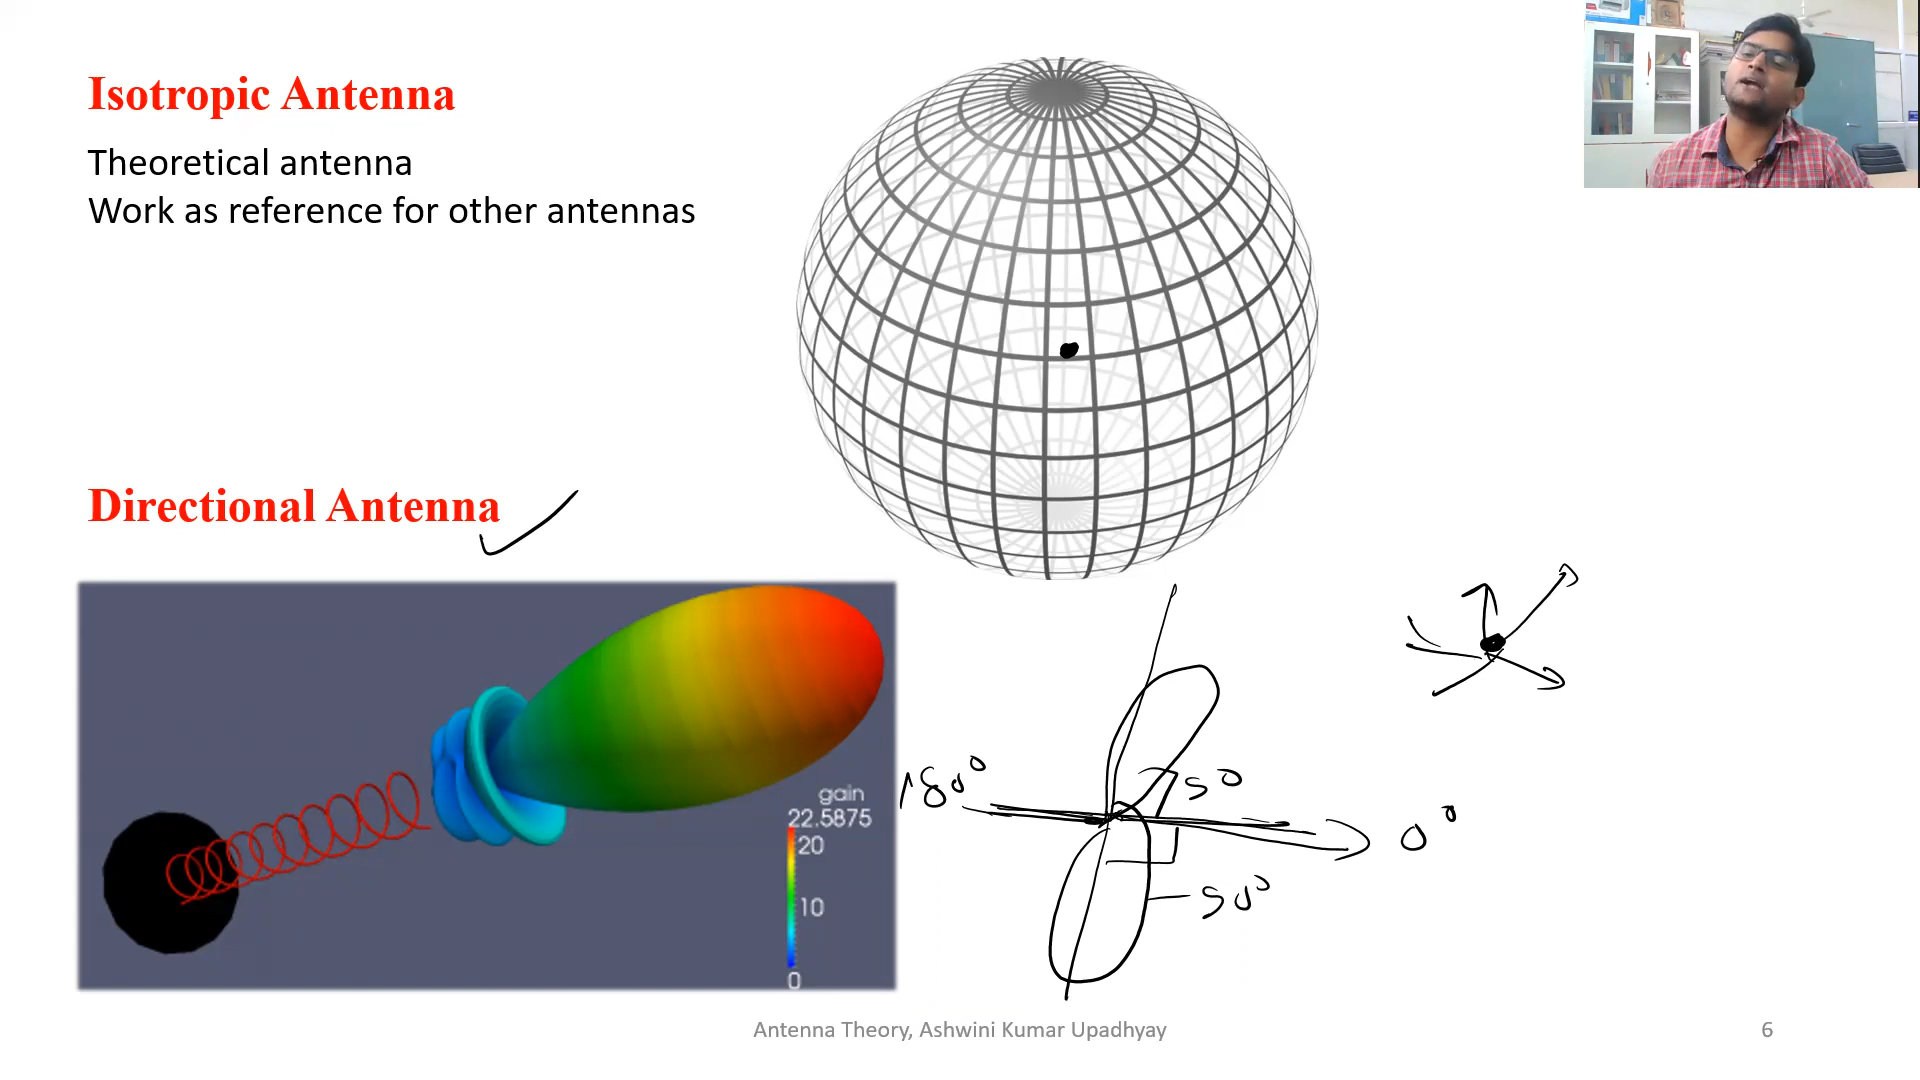 Isotropic Antenna
Theoretical antenna
Work as reference for other antennas
Directional Antenna
gain
22.5875
20
10
0
180°
50
0°
50°
Antenna Theory, Ashwini Kumar Upadhyay
6